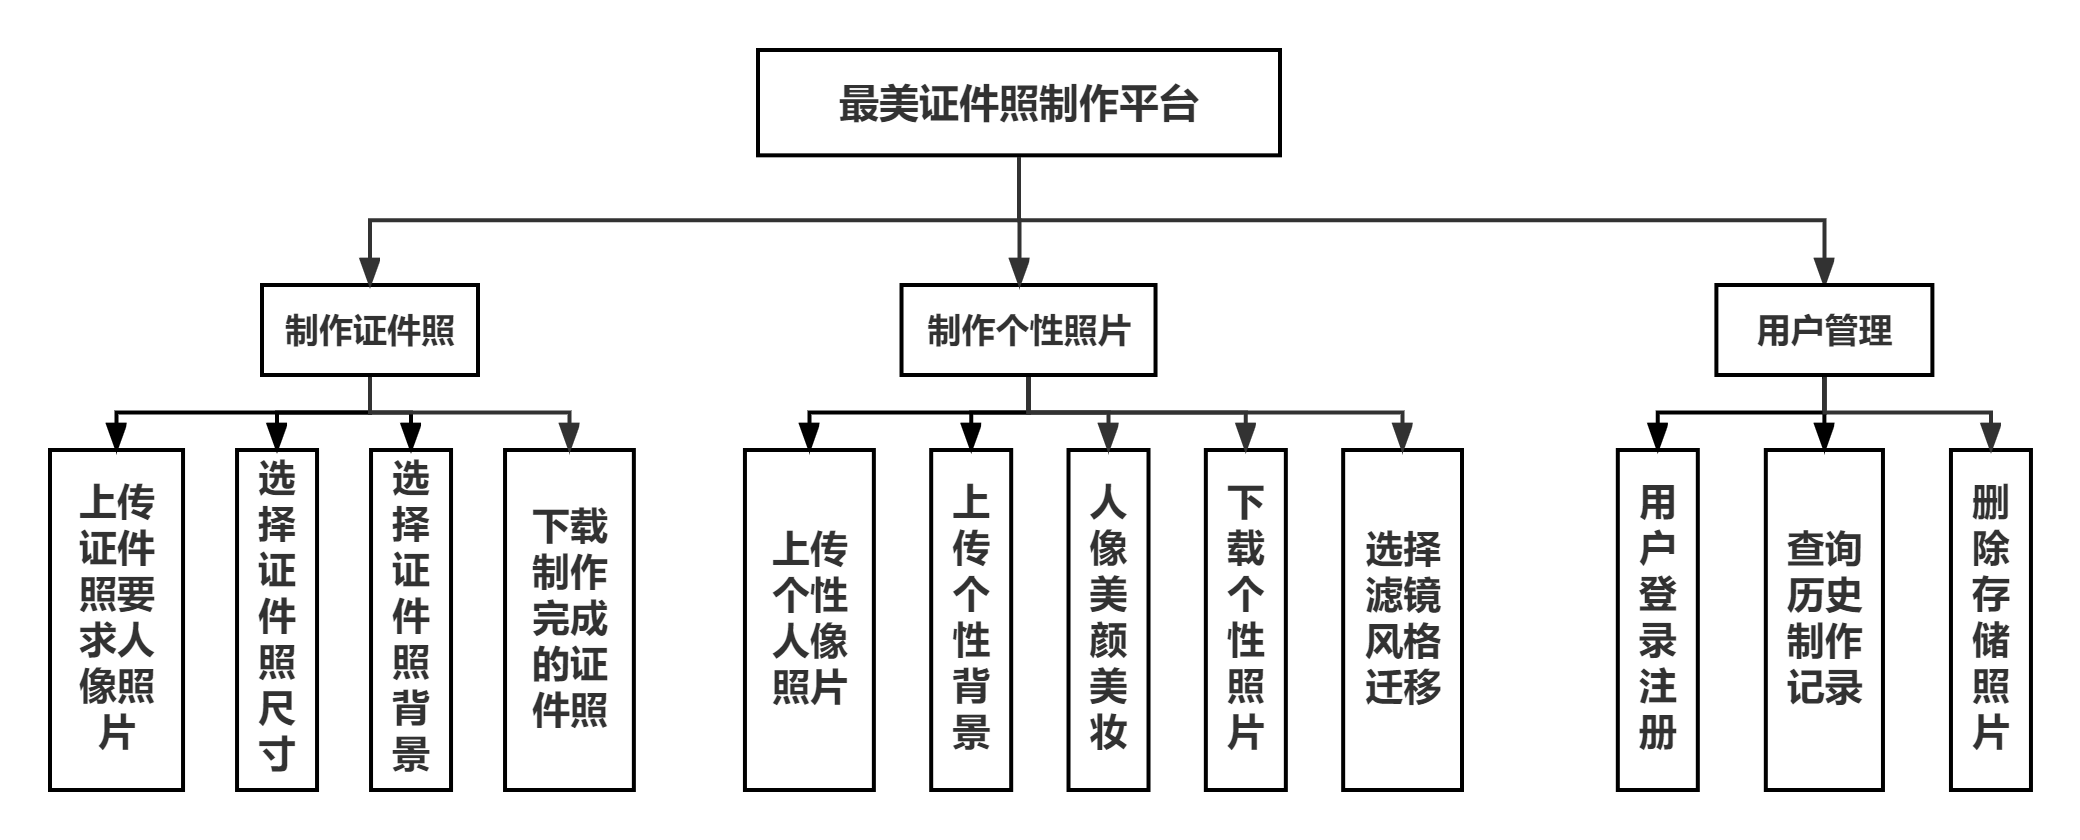 最美证件照制作平台
制作证件照
制作个性照片
用户管理
上传
证件
照要
求人
像照
片
选
择
证
件
照
尺
寸
选
择
证
件
照
背
景
下载
制作
完成
的证
件照
上传
个性
人像
照片
上
传
个
性
背
景
人
像
美
颜
美
妆
下
载
个
性
照
片
选择
滤镜
风格
迁移
用
户
登
录
注
册
查询
历史
制作
记录
删
除
存
储
照
片